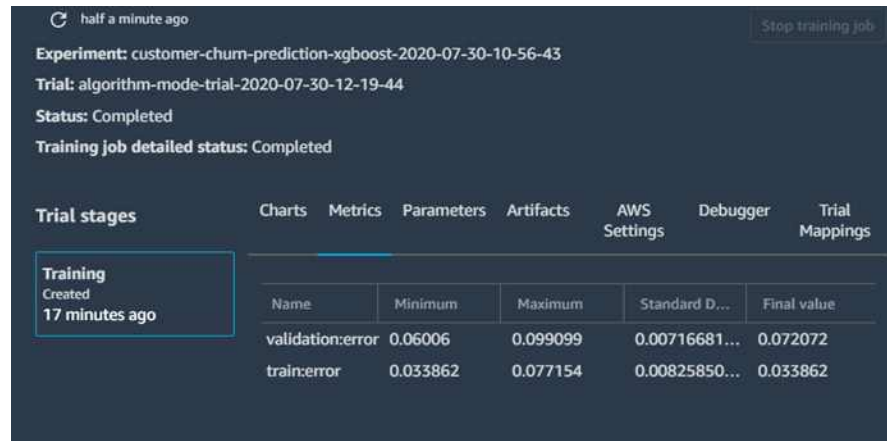 half a minute ago
Stop training job
Experiment: customer-churn-prediction-xgboost-2020-07-30-10-56-43
Trial: algorithm-mode-trial-2020-07-30-12-19-44
Status: Completed
Training job detailed status: Completed
Trial stages
Charts Metrics Parameters Artifacts AWS Settings Debugger Trial Mappings
Training
Created
17 minutes ago
Name Minimum Maximum Standard D... Final value
validation:error 0.06006 0.099099 0.00716681... 0.072072
train:error 0.033862 0.077154 0.00825850... 0.033862